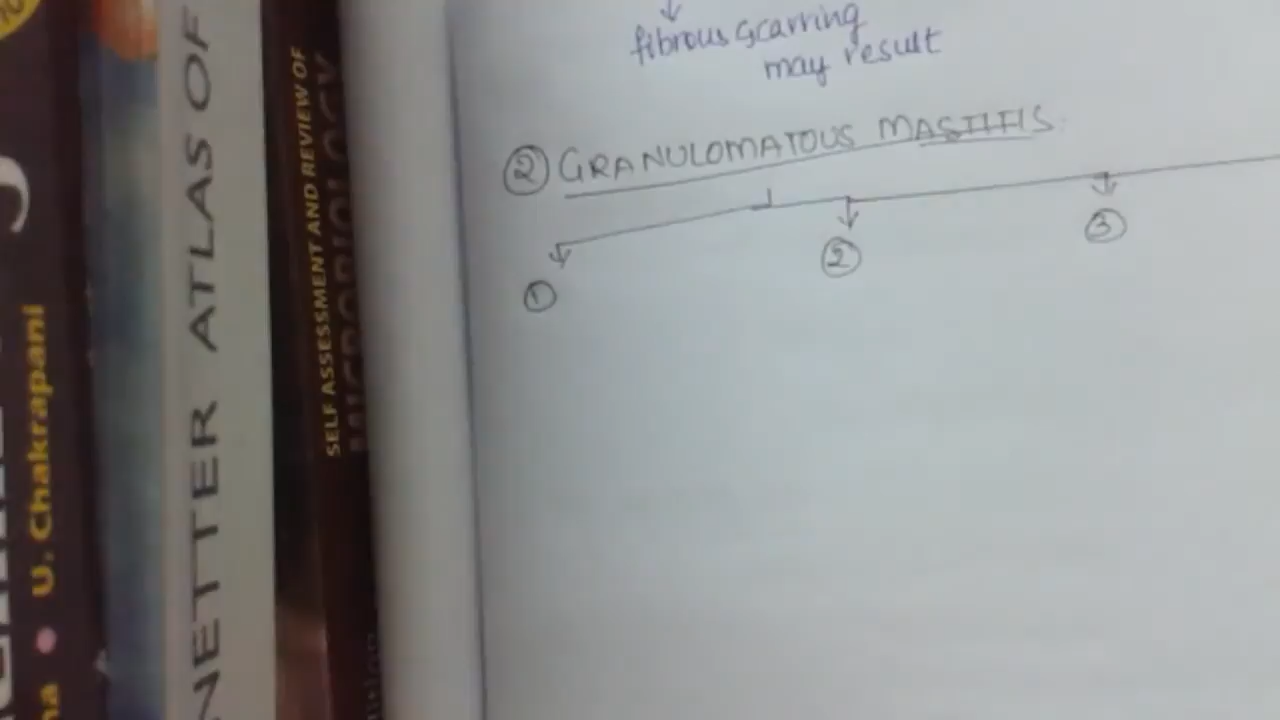 U. Chakrapani
NETTER ATLAS OF
SELF ASSESSMENT AND REVIEW OF
MICROBIOLOGY
fibrous scarring
may result
② GRANULOMATOUS MASTITIS
①
②
③